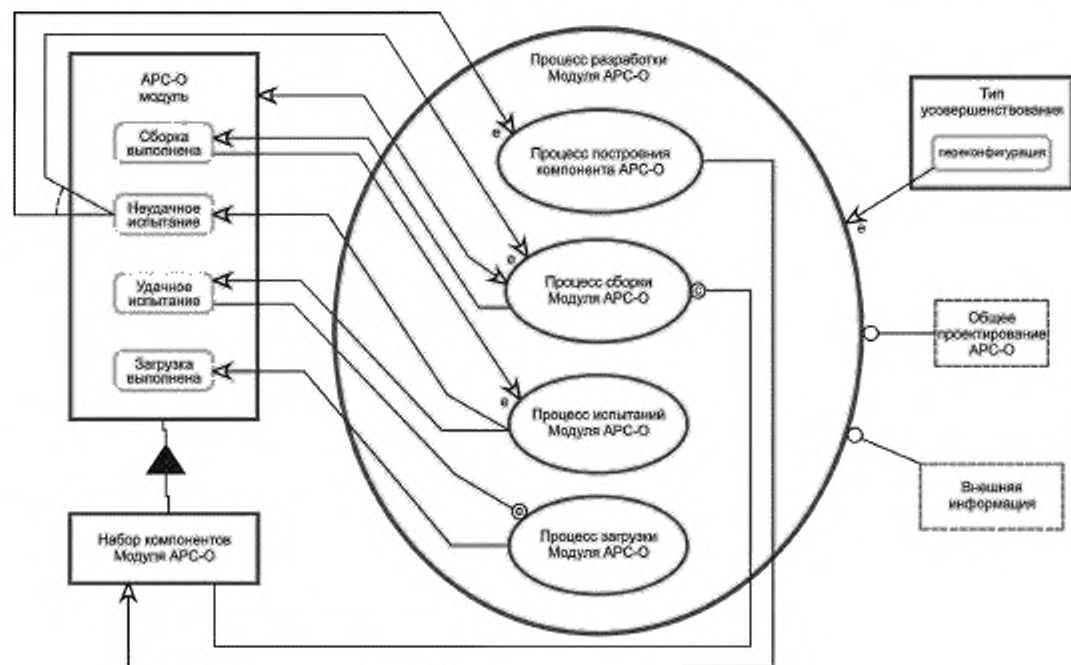 АРС-О
модуль
Сборка
выполнена
Неудачное
испытание
Удачное
испытание
Загрузка
выполнена
Набор компонентов
Модуля АРС-О
Процесс разработки
Модуля АРС-О
e
Процесс построения
компонента АРС-О
e
Процесс сборки
Модуля АРС-О
c
e
Процесс испытаний
Модуля АРС-О
c
Процесс загрузки
Модуля АРС-О
Тип
усовершенствования
переконфигурация
e
Общее
проектирование
АРС-О
Внешняя
информация